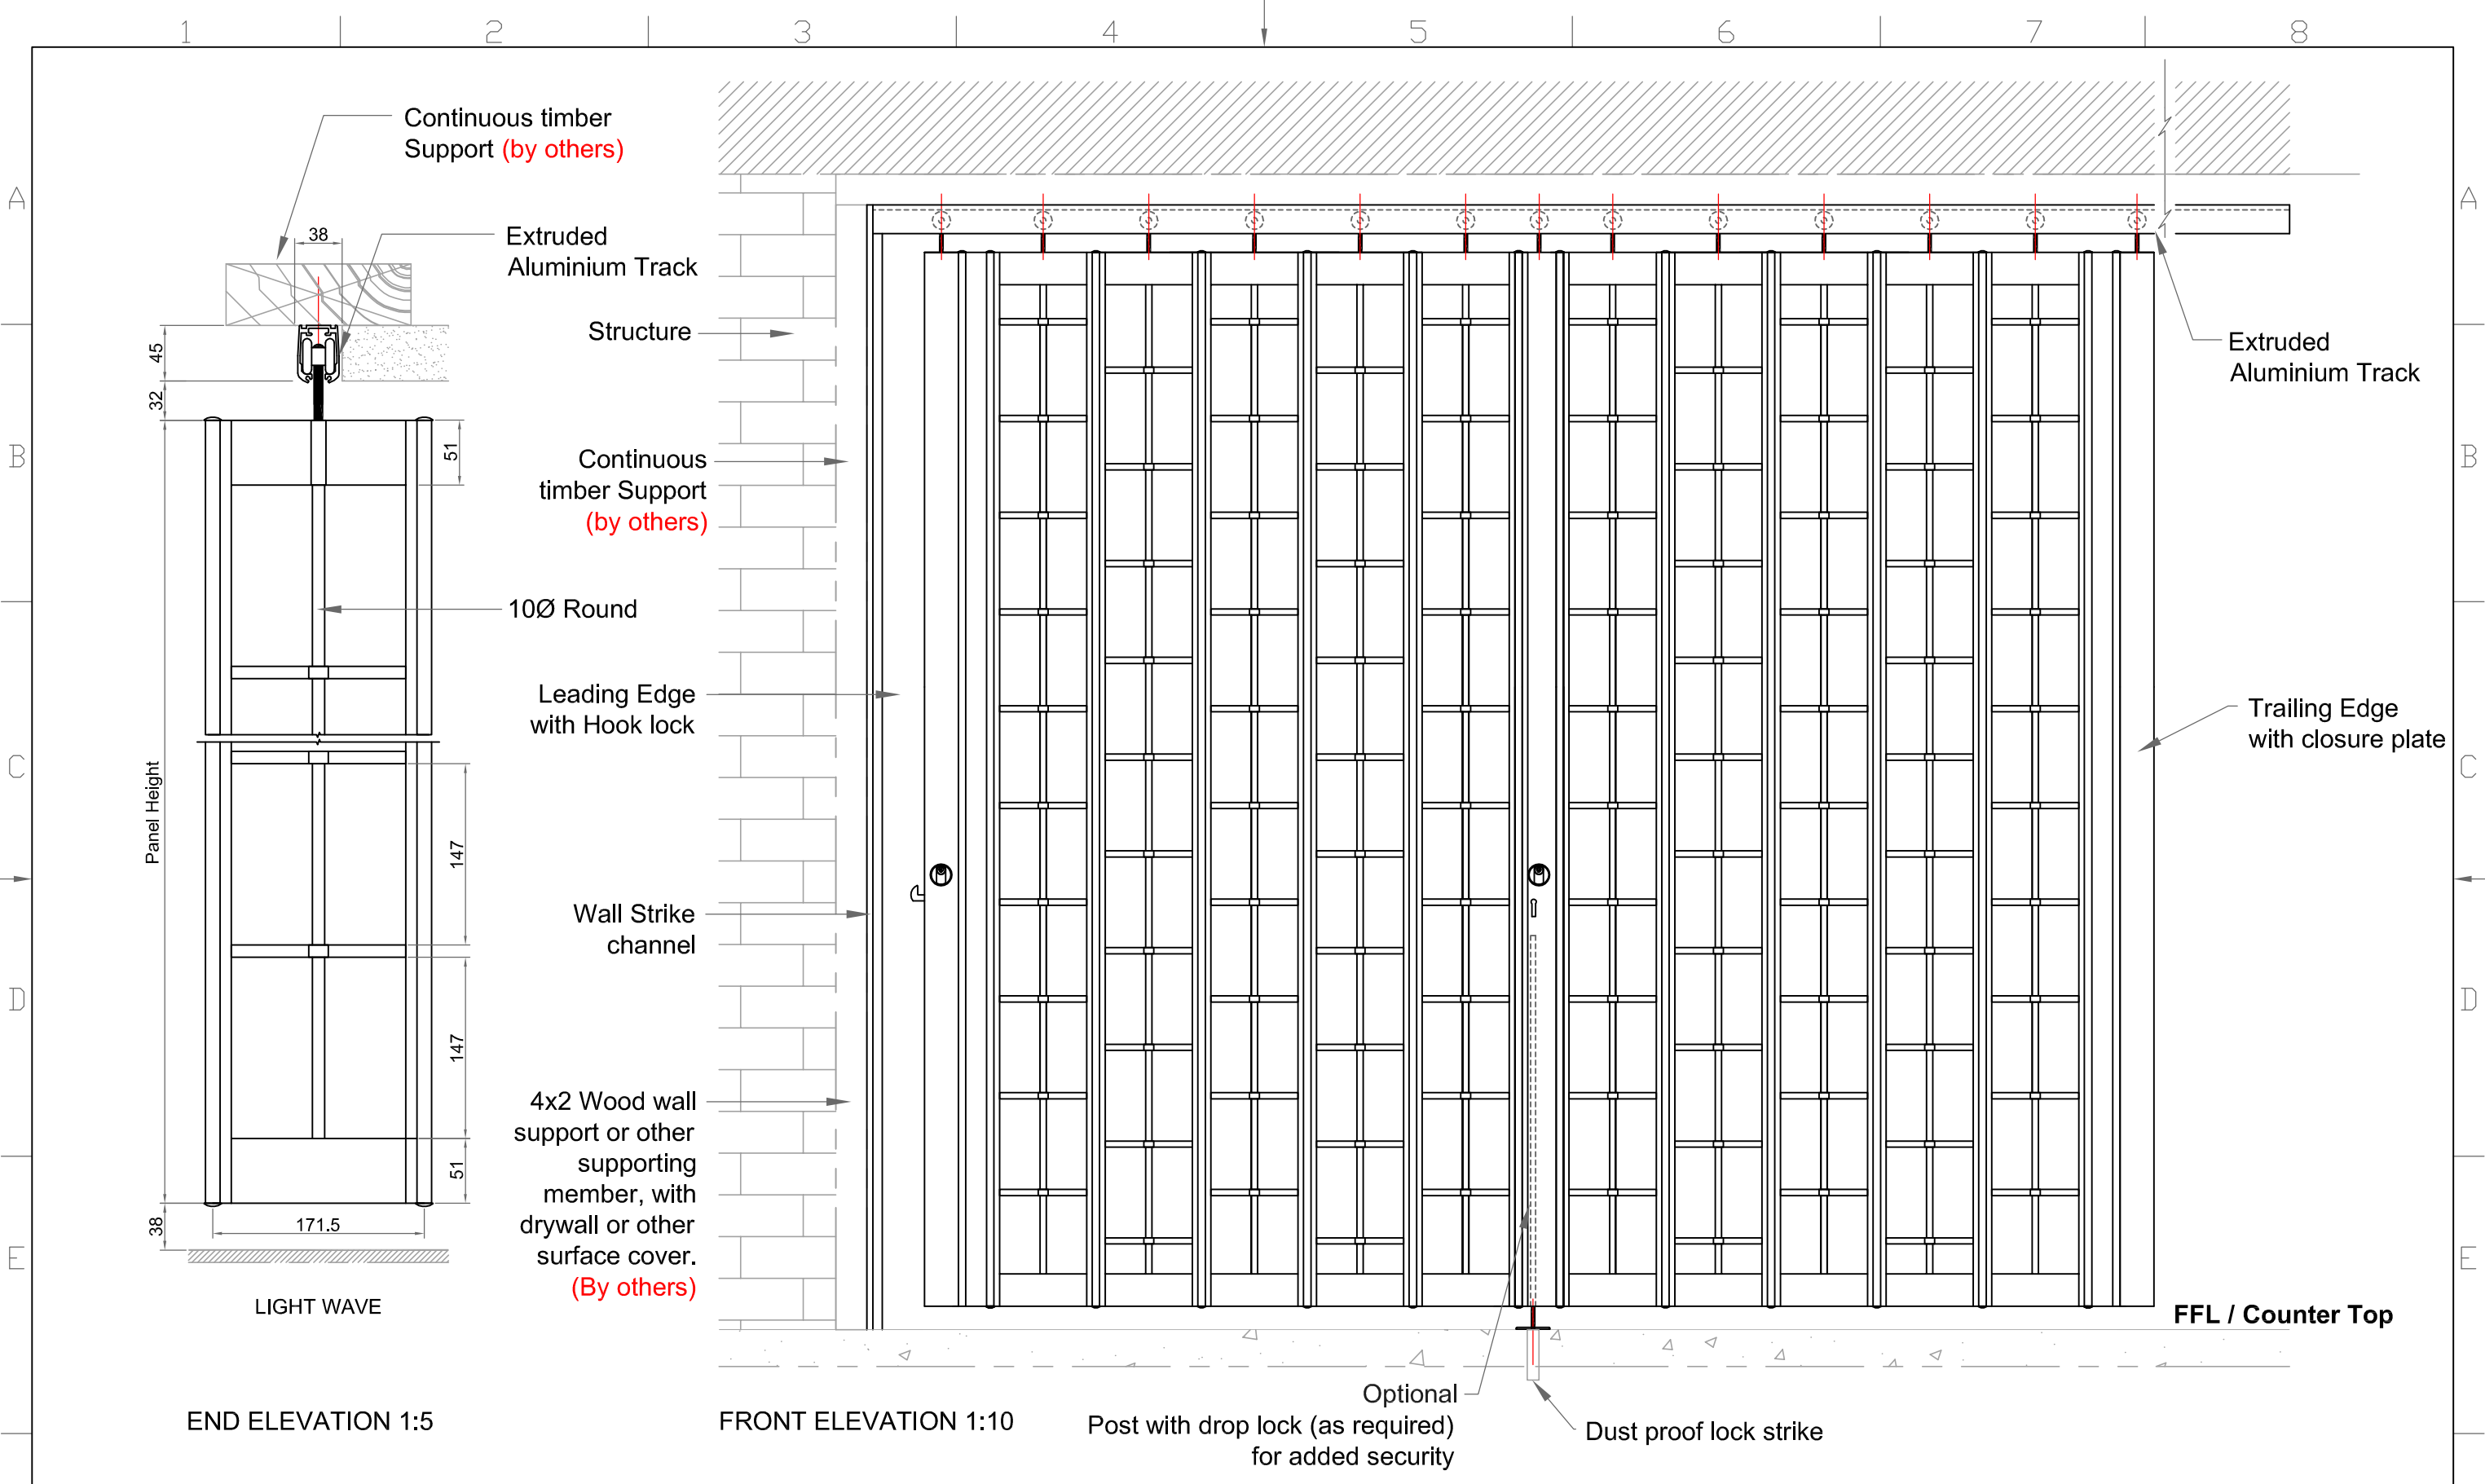 1 2 3 4 5 6 7 8
Continuous timber
Support (by others)
A
A
38
Extruded
Aluminium Track
Structure
45
Extruded
Aluminium Track
32
B
51
Continuous
timber Support
(by others)
B
10Ø Round
Leading Edge
with Hook lock
Trailing Edge
with closure plate
C
Panel Height
C
147
Wall Strike
channel
D
D
147
4x2 Wood wall
support or other
supporting
member, with
drywall or other
surface cover.
(By others)
51
38
171.5
E
E
LIGHT WAVE
FFL / Counter Top
END ELEVATION 1:5
FRONT ELEVATION 1:10
Optional
Post with drop lock (as required)
for added security
Dust proof lock strike